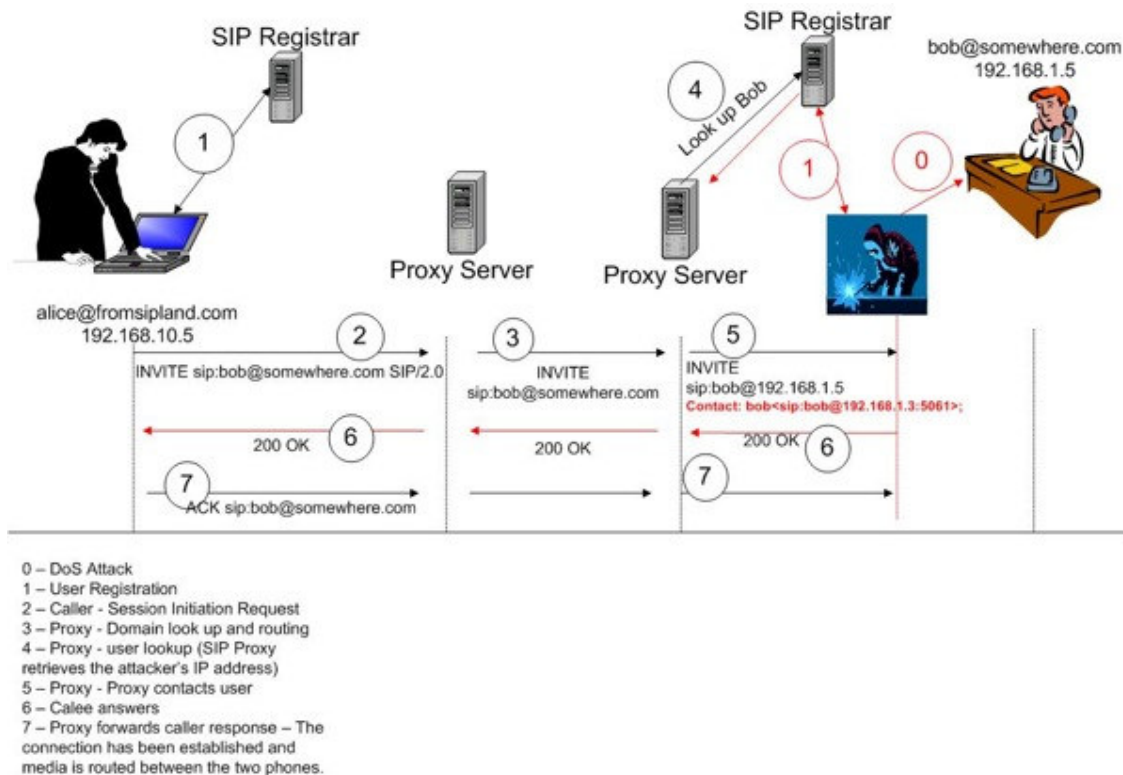 SIP Registrar
SIP Registrar
bob@somewhere.com
192.168.1.5
4
Look up Bob
1
1
0
Proxy Server
Proxy Server
alice@fromsipland.com
192.168.10.5
2
3
5
INVITE sip:bob@somewhere.com SIP/2.0
INVITE
sip:bob@somewhere.com
INVITE
sip:bob@192.168.1.5
Contact: bob<sip:bob@192.168.1.3:5061>;
200 OK
6
200 OK
200 OK
6
7
ACK sip:bob@somewhere.com
7
0 – DoS Attack
1 – User Registration
2 – Caller - Session Initiation Request
3 – Proxy - Domain look up and routing
4 – Proxy - user lookup (SIP Proxy
retrieves the attacker's IP address)
5 – Proxy - Proxy contacts user
6 – Calee answers
7 – Proxy forwards caller response – The
connection has been established and
media is routed between the two phones.